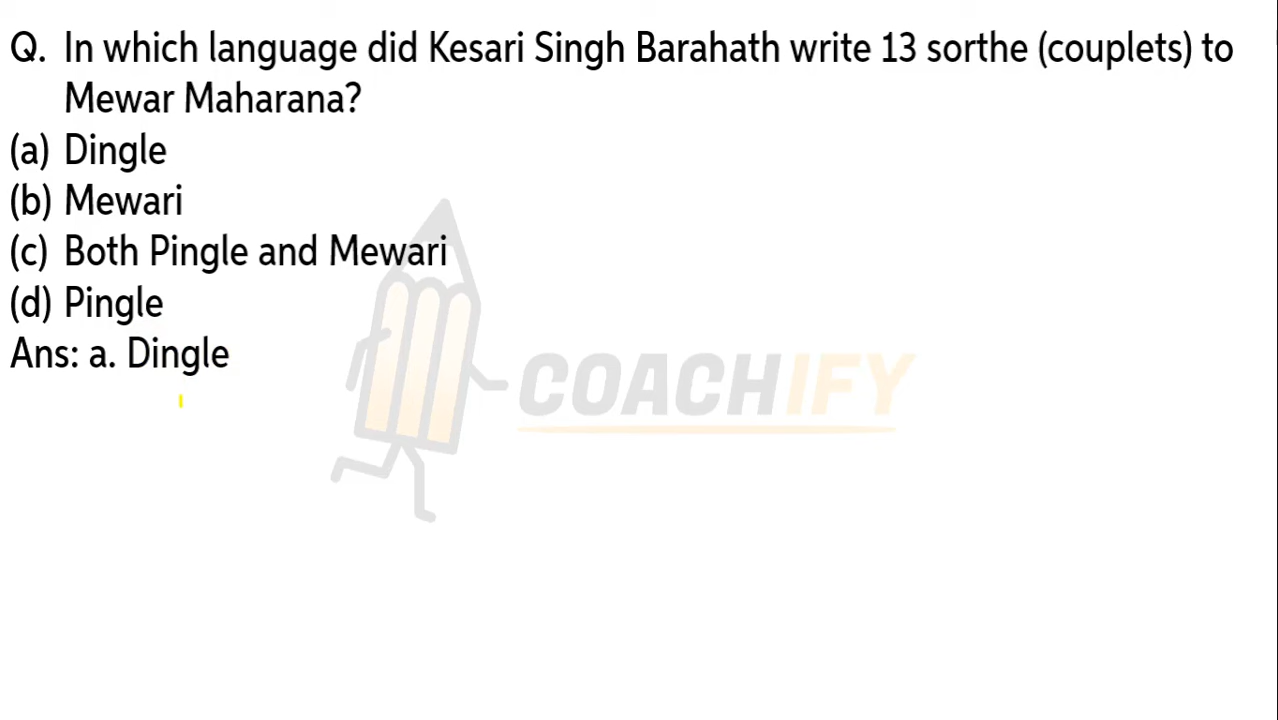 Q. In which language did Kesari Singh Barahath write 13 sorthe (couplets) to
Mewar Maharana?
(a) Dingle
(b) Mewari
(c) Both Pingle and Mewari
(d) Pingle
Ans: a. Dingle
COACHIFY